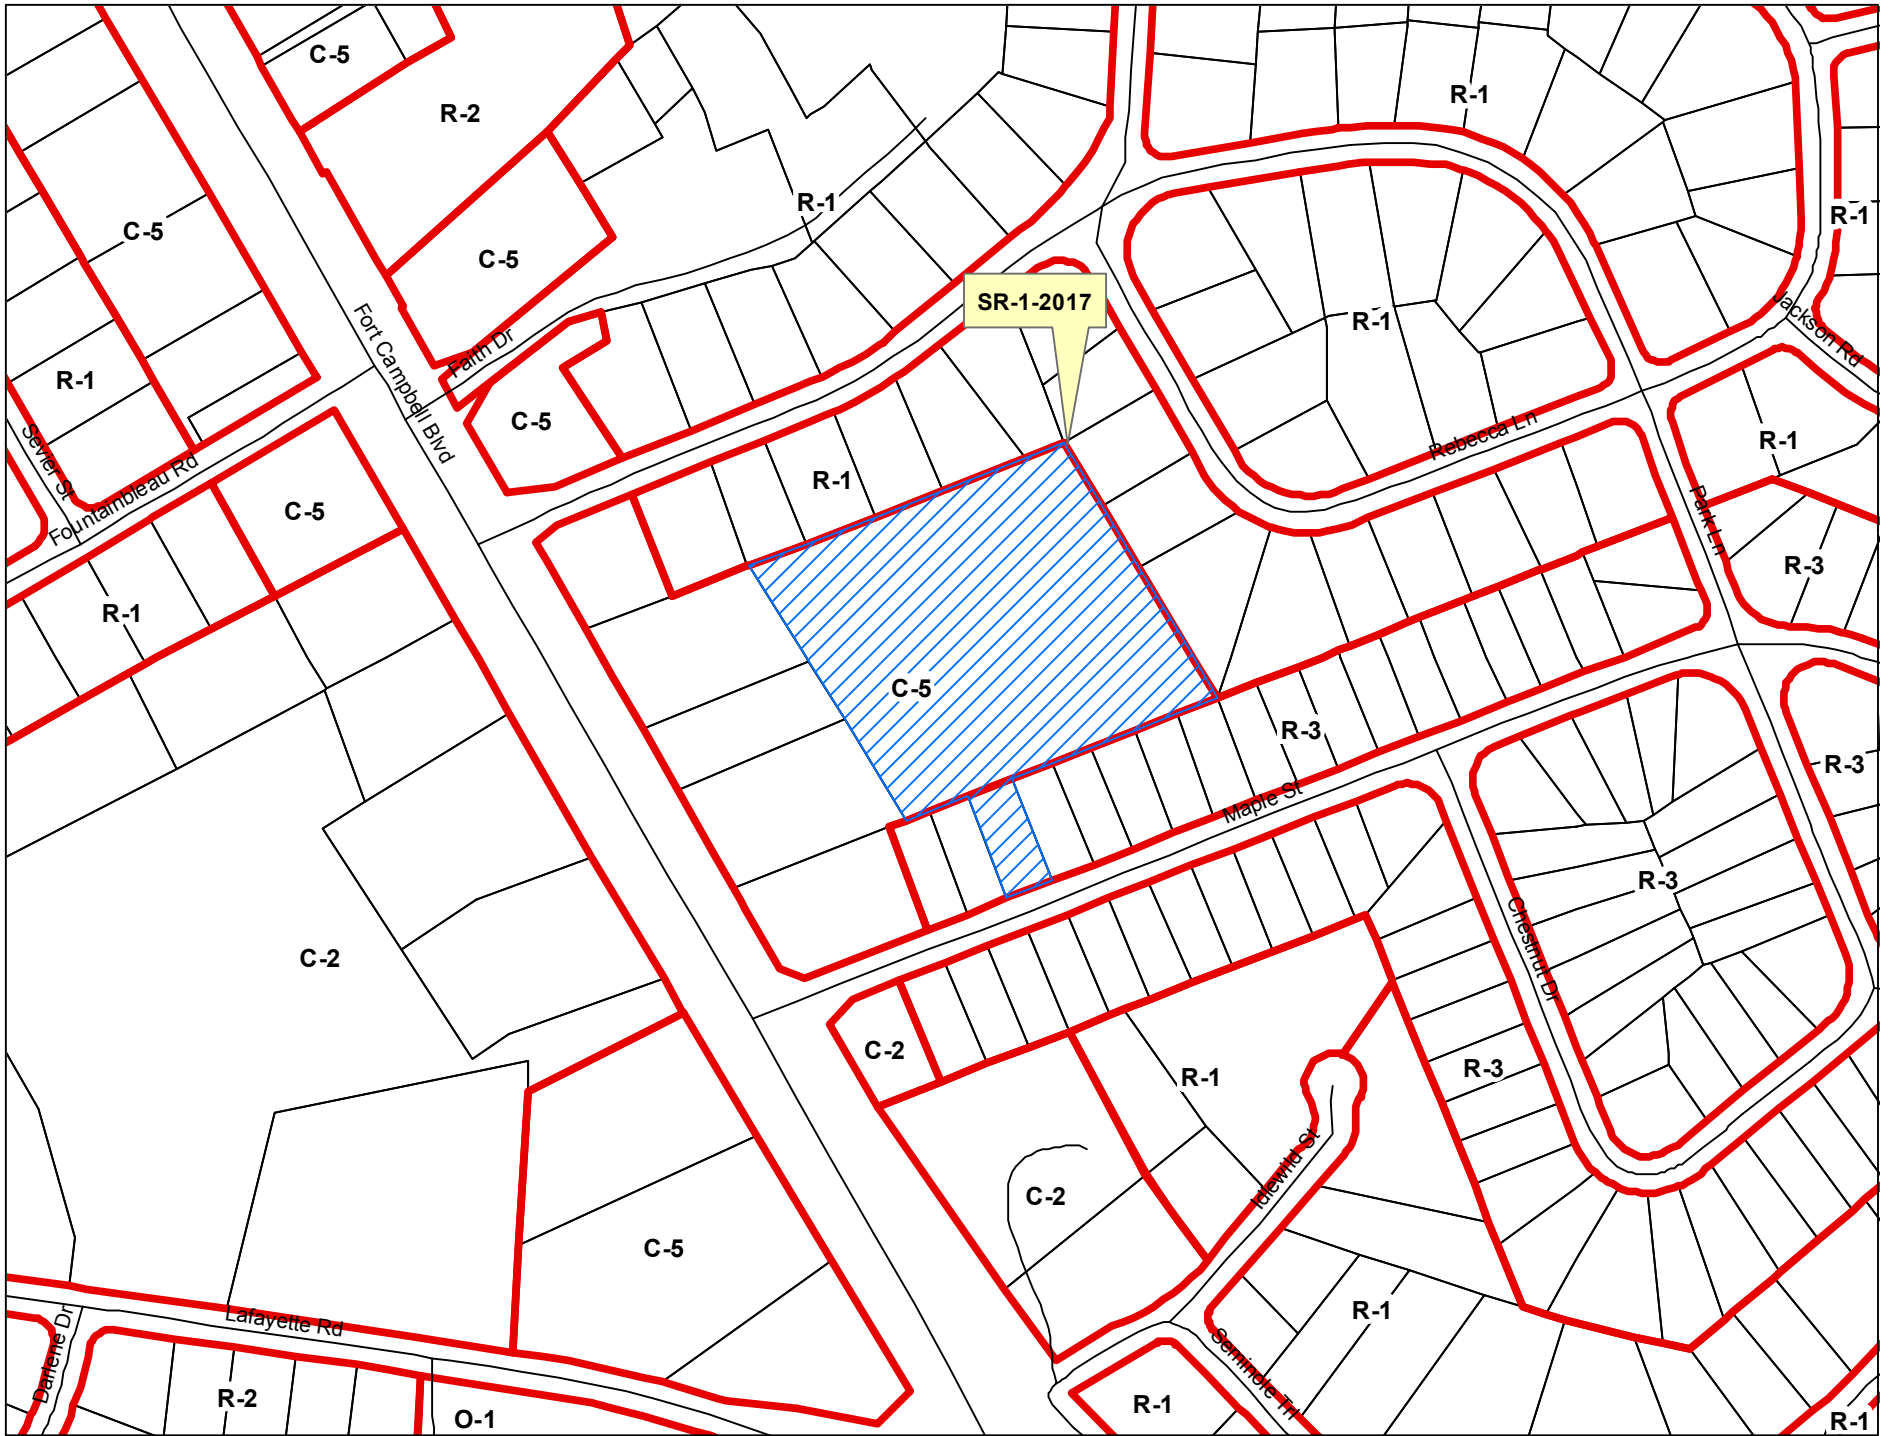 C-5
R-2
R-1
R-1
C-5
R-1
C-5
SR-1-2017
R-1
Jackson Rd
Fort Campbell Blvd
Faith Dr
R-1
C-5
Rebecca Ln
R-1
Sevier St
Fountainbleau Rd
R-1
C-5
Park Ln
R-3
R-1
C-5
R-3
R-3
Maple St
R-3
Chestnut Dr
C-2
C-2
R-3
R-1
Idlewild St
C-2
C-5
R-1
Lafayette Rd
Darlene Dr
Seminole Trl
R-2
R-1
O-1
R-1